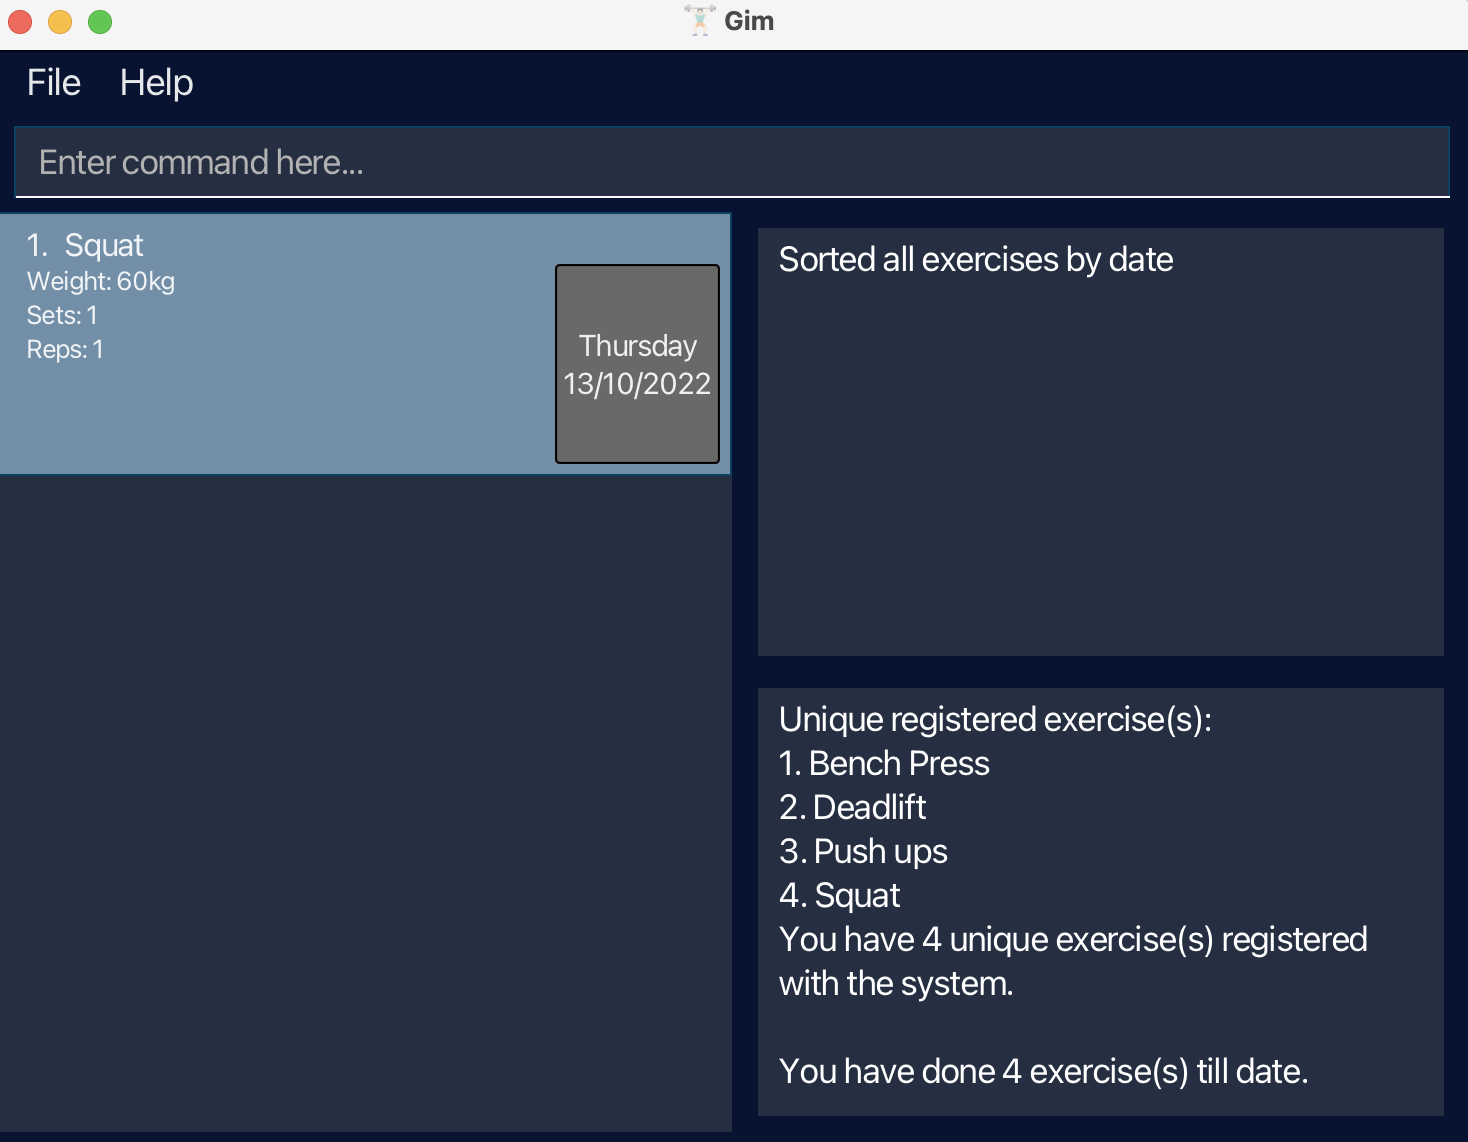 Gim
File Help
Enter command here...
1. Squat
Weight: 60kg
Sets: 1
Reps: 1
Thursday
13/10/2022
Sorted all exercises by date
Unique registered exercise(s):
1. Bench Press
2. Deadlift
3. Push ups
4. Squat
You have 4 unique exercise(s) registered
with the system.
You have done 4 exercise(s) till date.